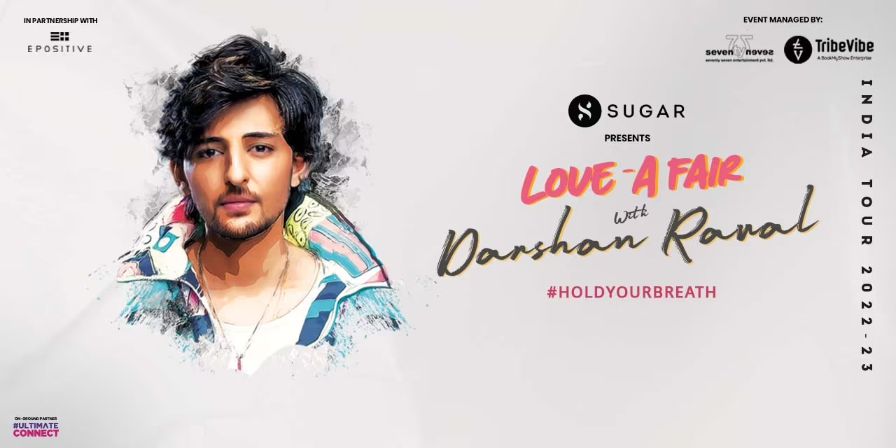 IN PARTNERSHIP WITH
EPOSITIVE
EVENT MANAGED BY:
seven
seventy seven entertainment pvt. ltd.
TribeVibe
A BookMyShow Enterprise
SUGAR
PRESENTS
LOVE-A FAIR
With
Darshan Raval
#HOLDYOURBREATH
INDIA TOUR 2022-23
ON-GROUND PARTNER
#ULTIMATE
CONNECT